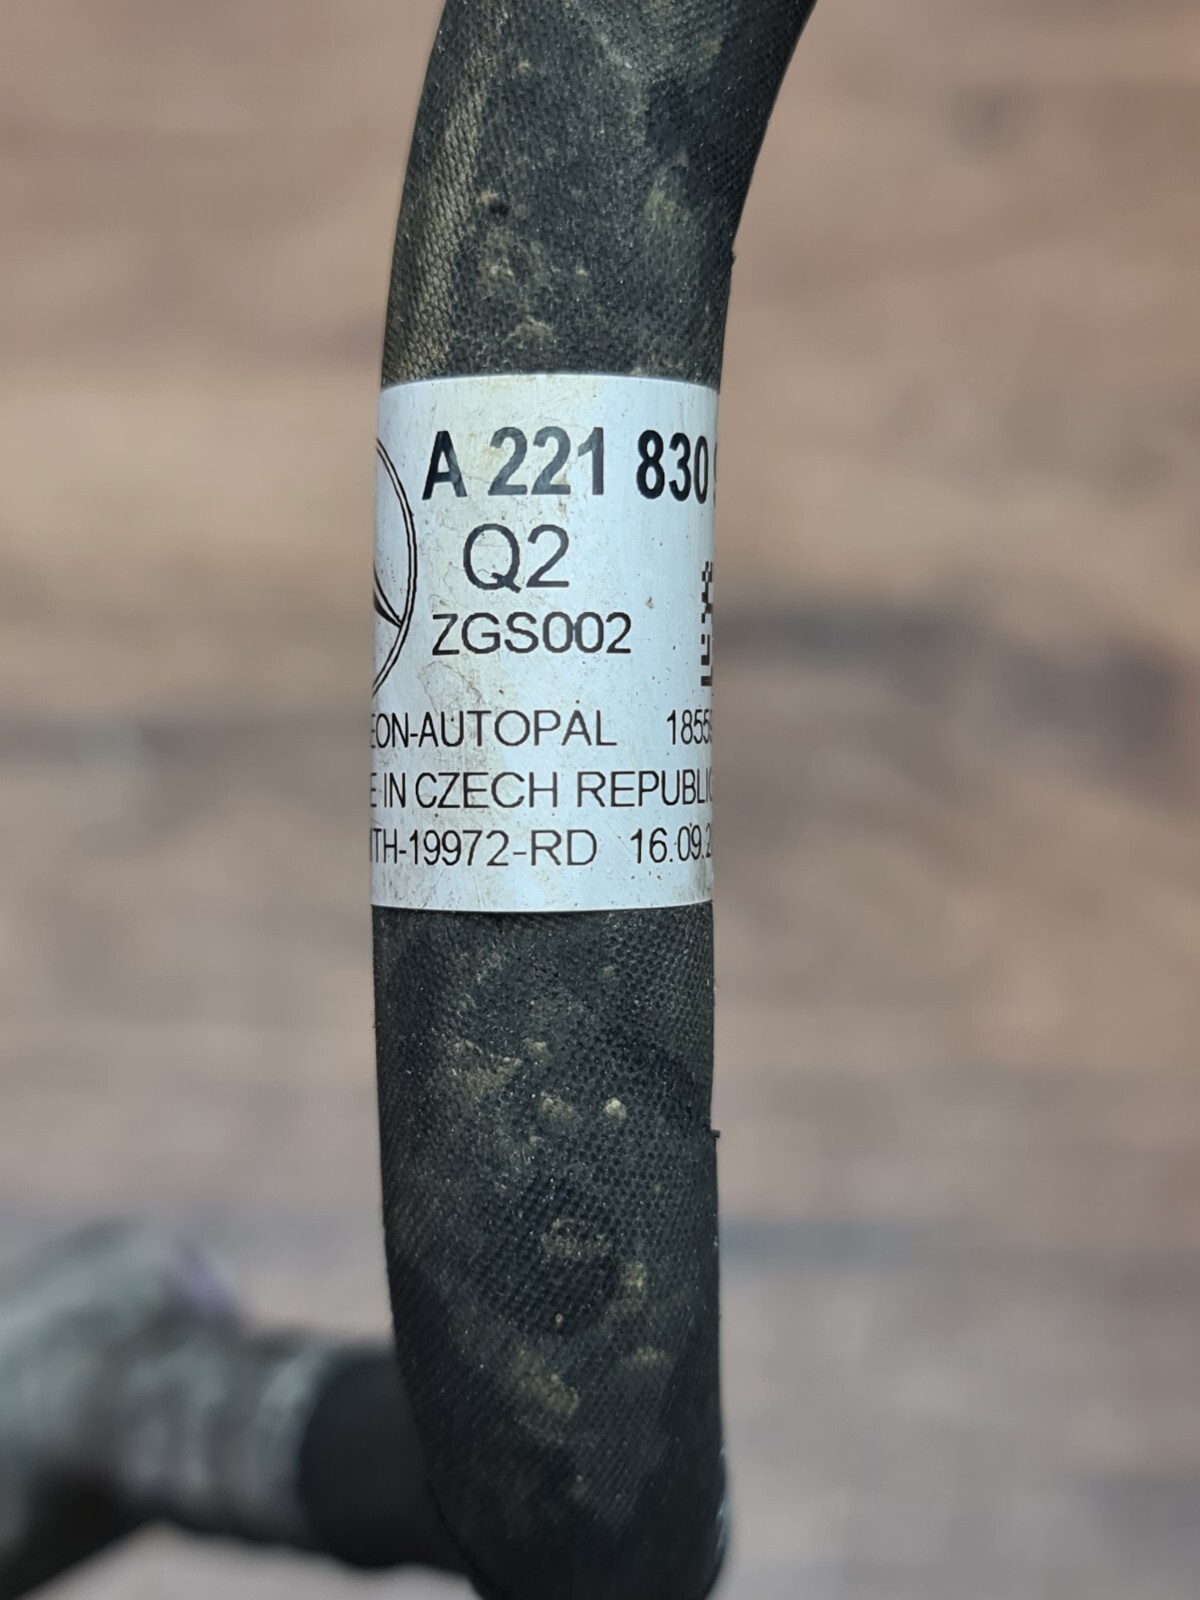 A 221 830
Q2
ZGS002
EON-AUTOPAL 1855
E IN CZECH REPUBLIC
TH-19972-RD 16.09.2